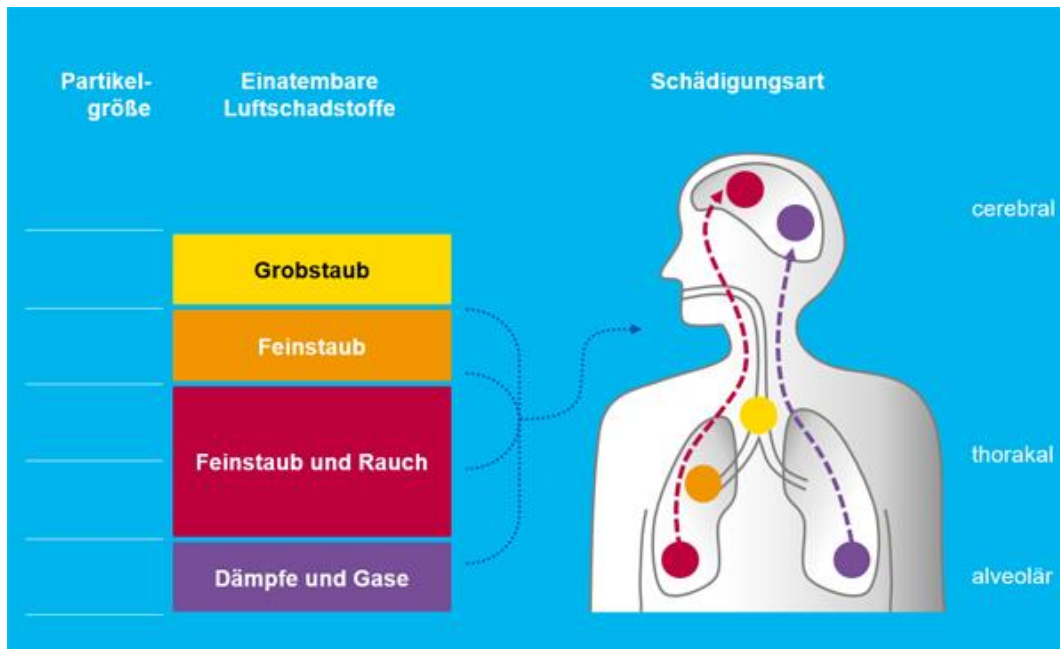 Partikel-
größe
Einatembare
Luftschadstoffe
Schädigungsart
cerebral
Grobstaub
Feinstaub
Feinstaub und Rauch
thorakal
Dämpfe und Gase
alveolär